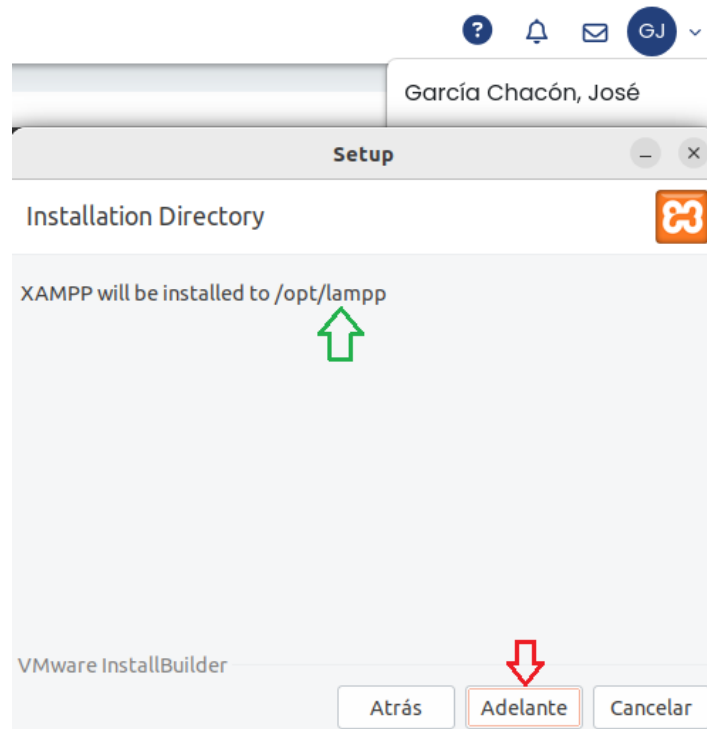 ?
GJ
García Chacón, José
Setup
Installation Directory
XAMPP will be installed to /opt/lampp
VMware InstallBuilder
Atrás Adelante Cancelar